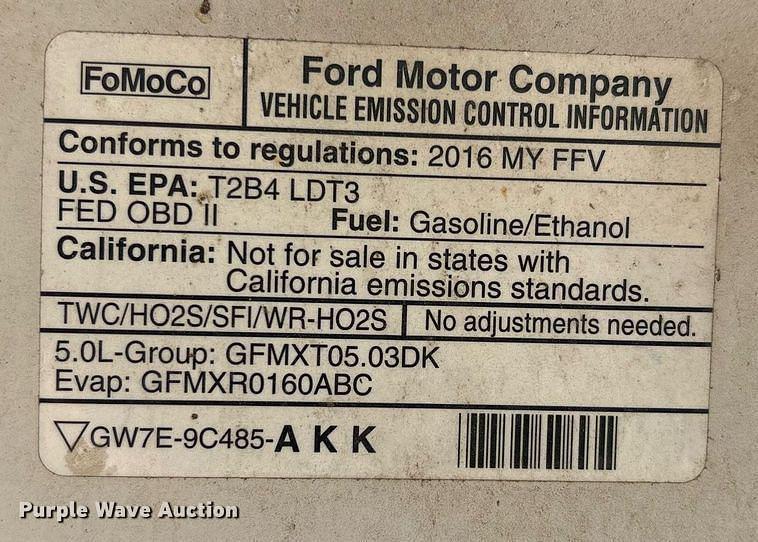 FoMoCo
Ford Motor Company
VEHICLE EMISSION CONTROL INFORMATION
Conforms to regulations: 2016 MY FFV
U.S. EPA: T2B4 LDT3
FED OBD II Fuel: Gasoline/Ethanol
California: Not for sale in states with
California emissions standards.
TWC/HO2S/SFI/WR-HO2S No adjustments needed.
5.0L-Group: GFMXT05.03DK
Evap: GFMXR0160ABC
▽GW7E-9C485-A K K
Purple Wave Auction